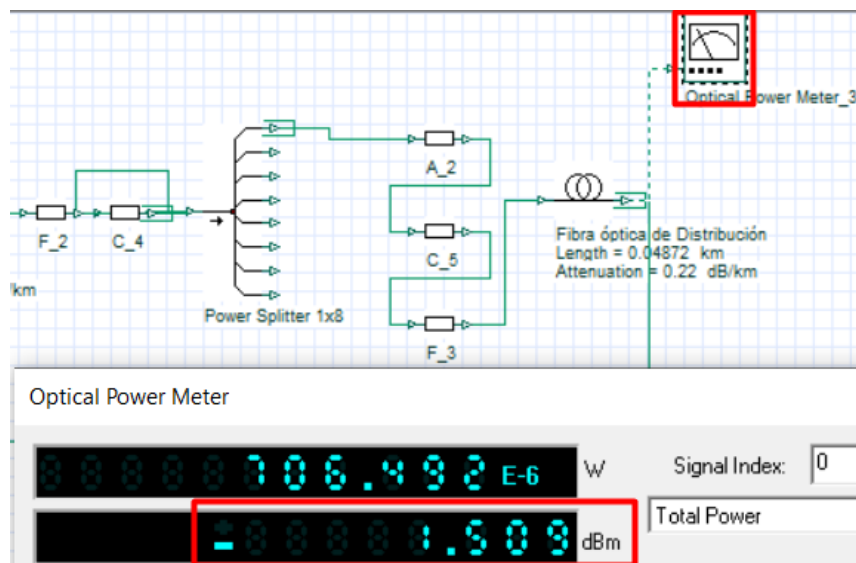 Optical Power Meter_3
A_2
F_2
C_4
C_5
Fibra óptica de Distribución
Length = 0.04872 km
Attenuation = 0.22 dB/km
/km
Power Splitter 1x8
F_3
Optical Power Meter
706.492 E-6 W
Signal Index: 0
- 1.509 dBm
Total Power